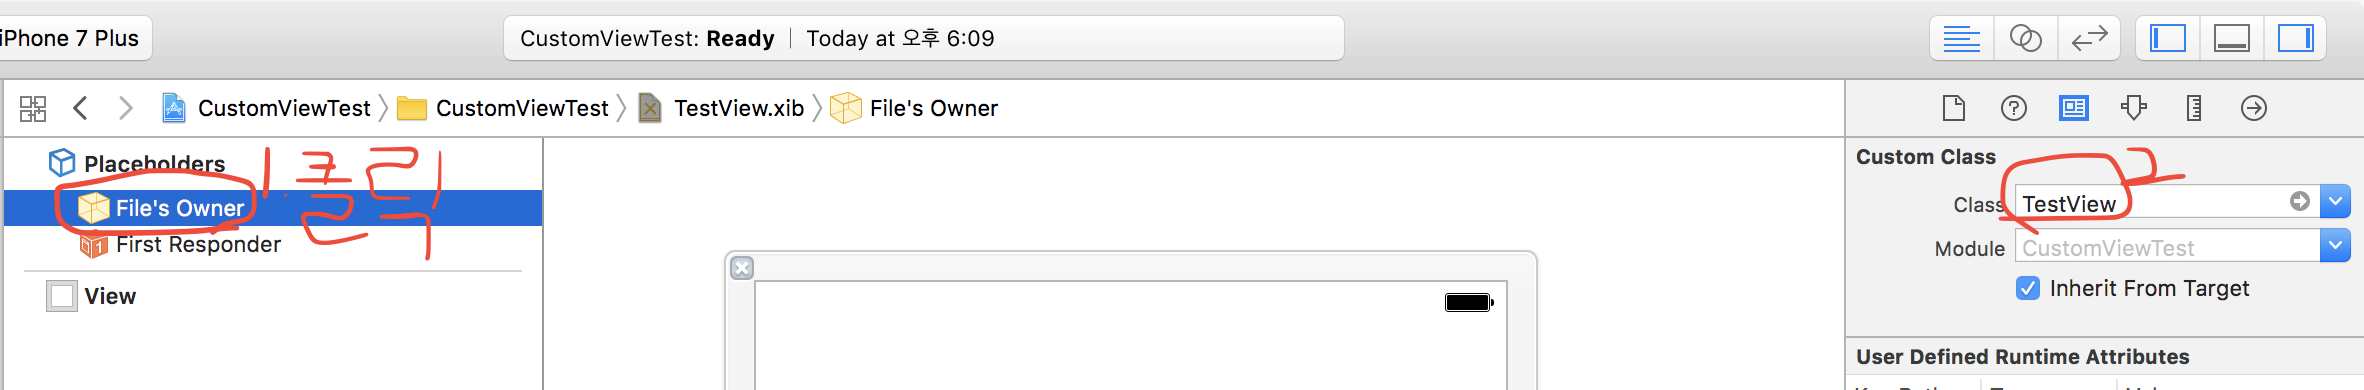 iPhone 7 Plus
CustomViewTest: Ready
Today at 오후 6:09
CustomViewTest
CustomViewTest
TestView.xib
File's Owner
Placeholders
1. 클릭
File's Owner
First Responder
View
Custom Class
2
Class
TestView
Module
CustomViewTest
Inherit From Target
User Defined Runtime Attributes